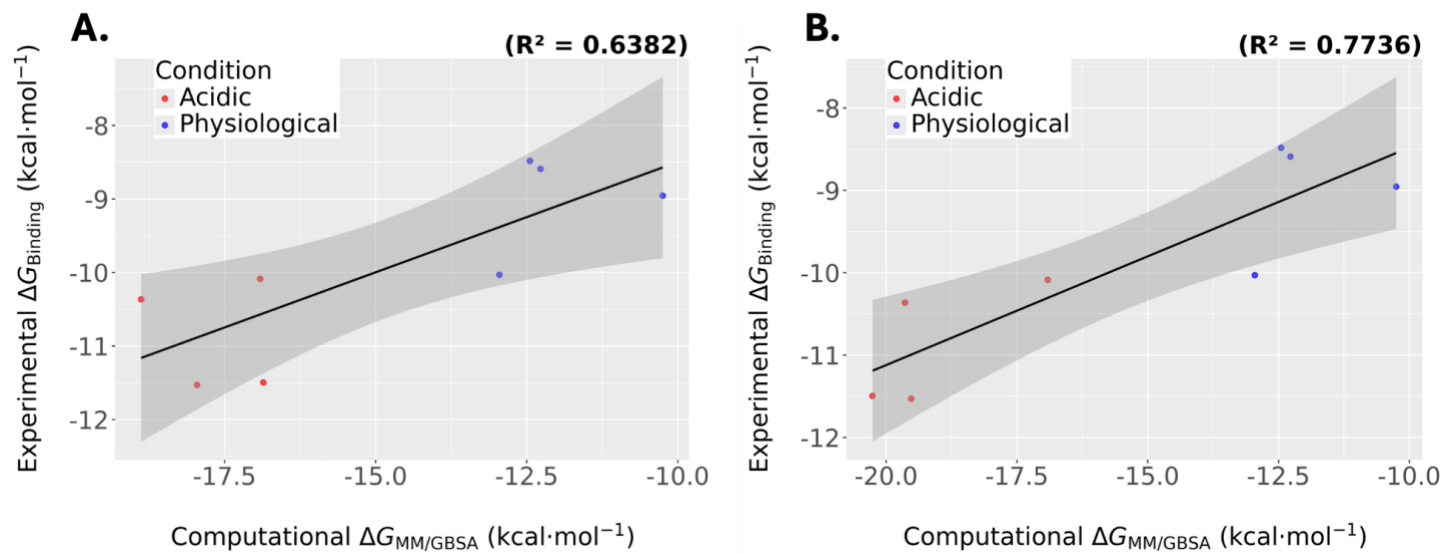 A.
(R² = 0.6382)
Condition
Acidic
Physiological
Experimental ΔG_Binding (kcal·mol⁻¹)
-8
-9
-10
-11
-12
-17.5 -15.0 -12.5 -10.0
Computational ΔG_MM/GBSA (kcal·mol⁻¹)
B.
(R² = 0.7736)
Condition
Acidic
Physiological
Experimental ΔG_Binding (kcal·mol⁻¹)
-8
-9
-10
-11
-12
-20.0 -17.5 -15.0 -12.5 -10.0
Computational ΔG_MM/GBSA (kcal·mol⁻¹)